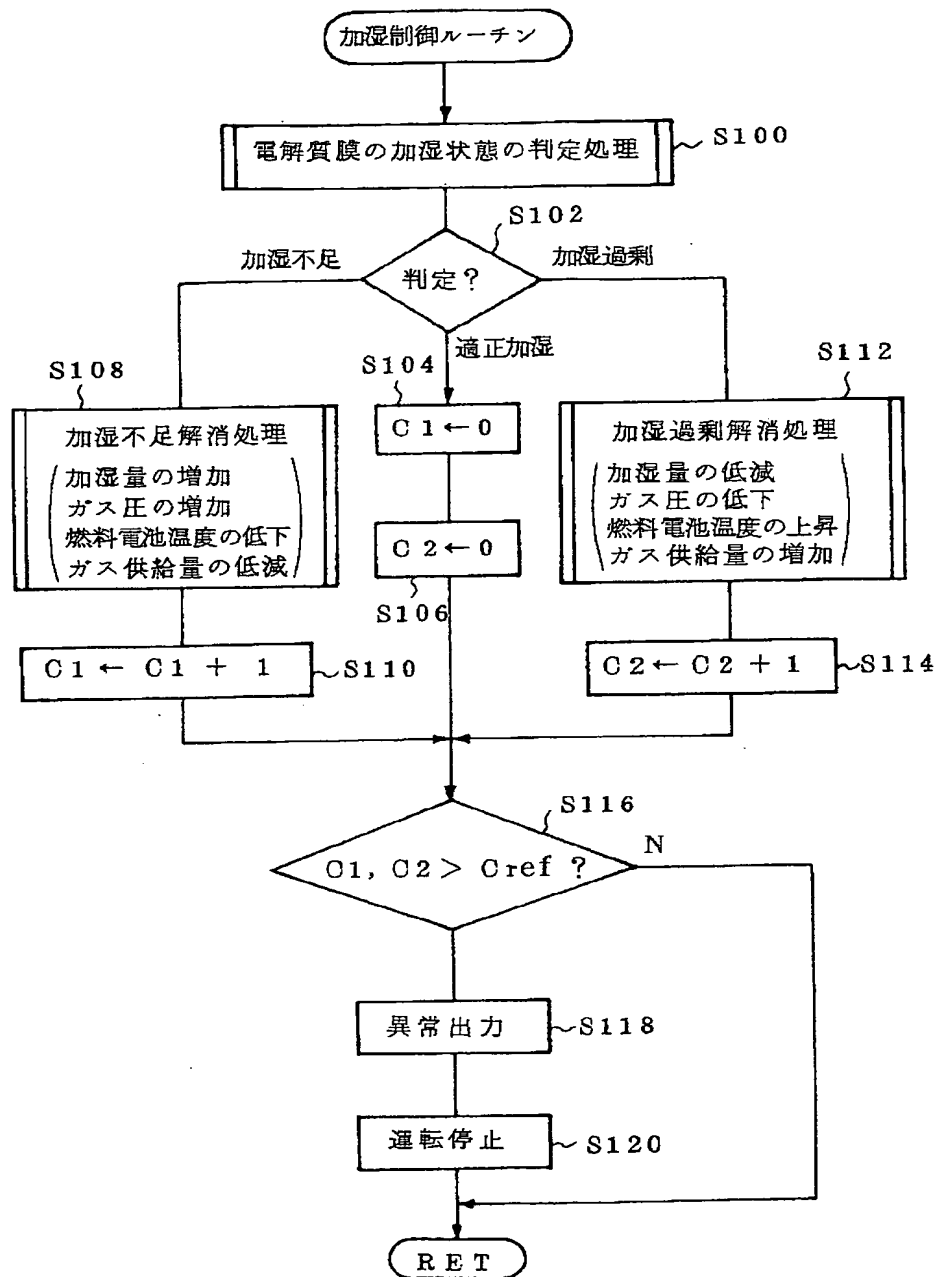 加湿制御ルーチン
電解質膜の加湿状態の判定処理
S100
S102
加湿不足
判定?
加湿過剰
適正加湿
S108
加湿不足解消処理
加湿量の増加
ガス圧の増加
燃料電池温度の低下
ガス供給量の低減
S104
C1←0
C2←0
S106
S112
加湿過剰解消処理
加湿量の低減
ガス圧の低下
燃料電池温度の上昇
ガス供給量の増加
C1 ← C1 + 1
S110
C2 ← C2 + 1
S114
S116
C1, C2 > Cref ?
N
異常出力
S118
運転停止
S120
RET